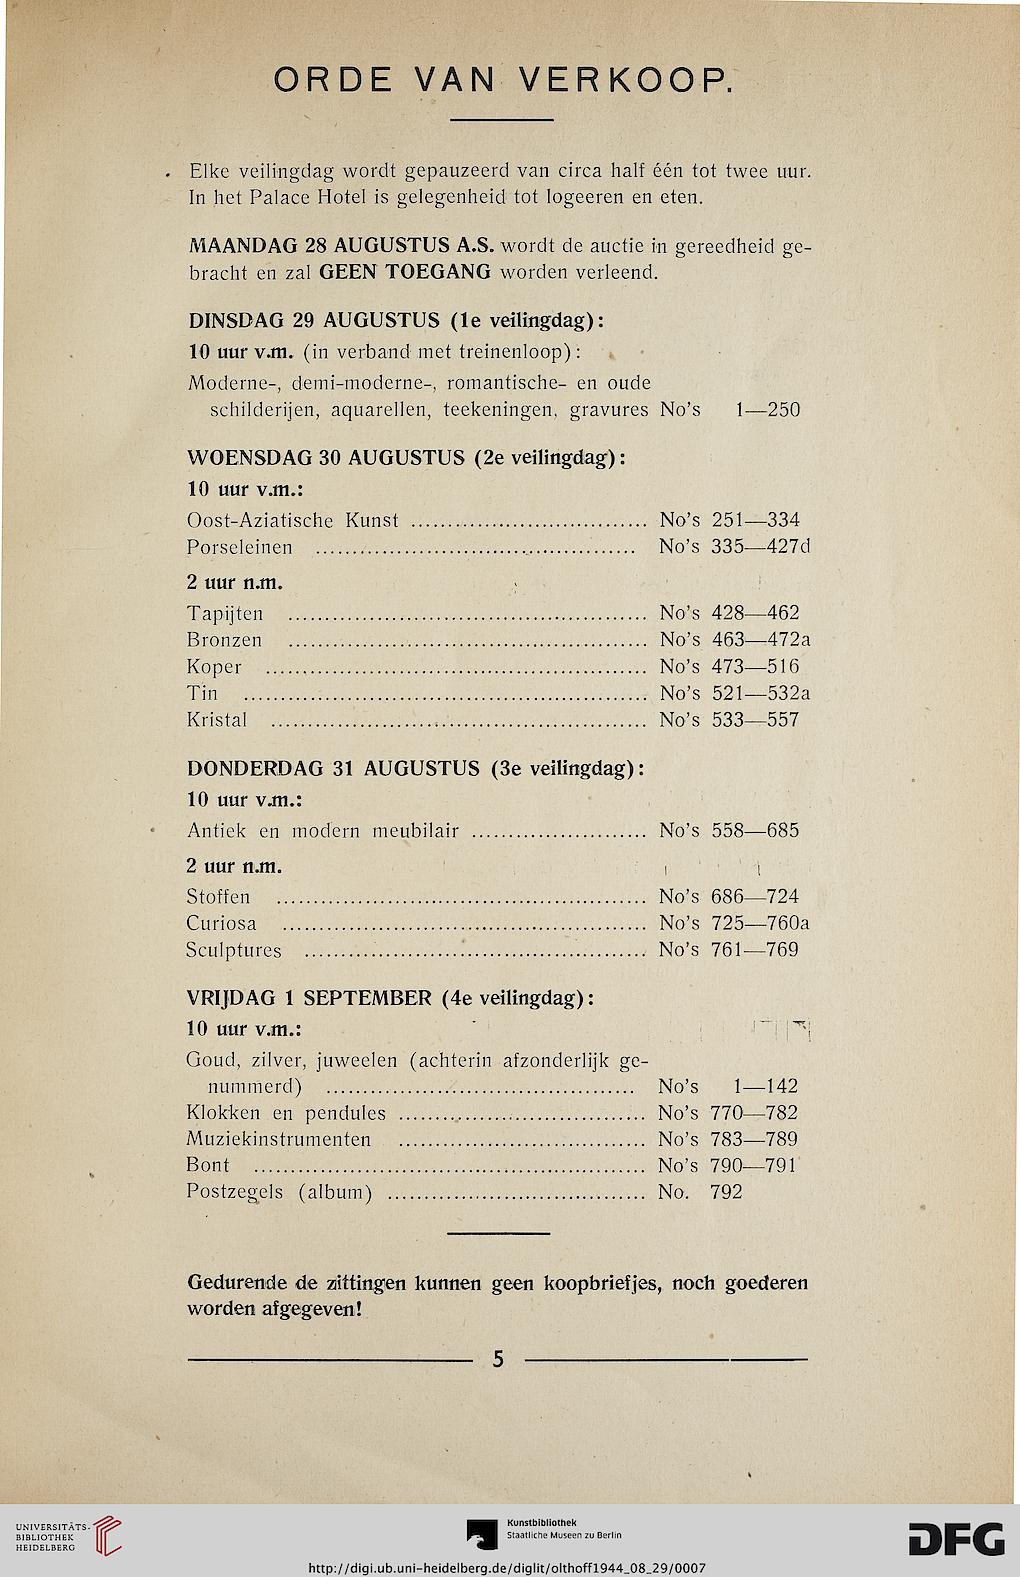 ORDE VAN VERKOOP.
Elke veilingdag wordt gepauzeerd van circa half één tot twee uur.
In het Palace Hotel is gelegenheid tot logeeren en eten.
MAANDAG 28 AUGUSTUS A.S. wordt de auctie in gereedheid ge-
bracht en zal GEEN TOEGANG worden verleend.
DINSDAG 29 AUGUSTUS (1e veilingdag):
10 uur v.m. (in verband met treinenloop):
Moderne-, demi-moderne-, romantische- en oude
schilderijen, aquarellen, teekeningen, gravures No's 1—250
WOENSDAG 30 AUGUSTUS (2e veilingdag):
10 uur v.m.:
Oost-Aziatische Kunst ................................ No's 251—334
Porseleinen ........................................... No's 335—427d
2 uur n.m.
Tapijten ................................................ No's 428—462
Bronzen ................................................ No's 463—472a
Koper ................................................... No's 473—516
Tin ...................................................... No's 521—532a
Kristal .................................................. No's 533—557
DONDERDAG 31 AUGUSTUS (3e veilingdag):
10 uur v.m.:
Antiek en modern meubilair ........................ No's 558—685
2 uur n.m.
Stoffen .................................................. No's 686—724
Curiosa ................................................. No's 725—760a
Sculptures .............................................. No's 761—769
VRIJDAG 1 SEPTEMBER (4e veilingdag):
10 uur v.m.:
Goud, zilver, juweelen (achterin afzonderlijk ge-
nummerd) ......................................... No's 1—142
Klokken en pendules ................................. No's 770—782
Muziekinstrumenten ................................. No's 783—789
Bont ..................................................... No's 790—791
Postzegels (album) ................................... No. 792
Gedurende de zittingen kunnen geen koopbriefjes, noch goederen
worden afgegeven!
5
UNIVERSITÄTS-
BIBLIOTHEK
HEIDELBERG
Kunstbibliothek
Staatliche Museen zu Berlin
DFG
http://digi.ub.uni-heidelberg.de/diglit/olthoff1944_08_29/0007